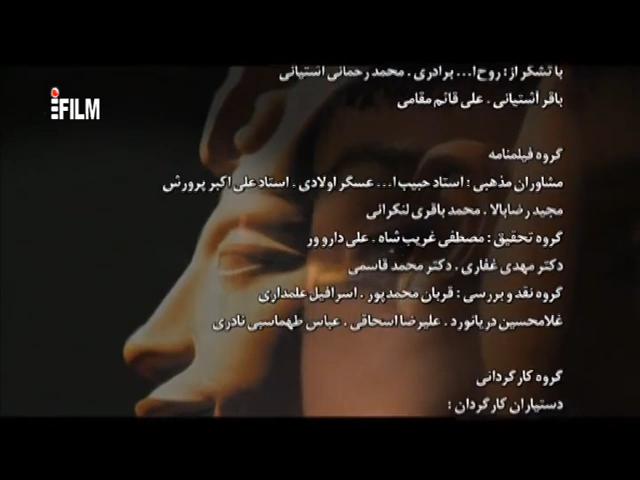 iFILM
با تشکر از : روح ا... برادری . محمد رحمانی آشتیانی
باقر آشتیانی . علی قائم مقامی
گروه فیلمنامه
مشاوران مذهبی : استاد حبیب ا... عسگر اولادی . استاد علی اکبر پرورش
مجید رضابالا . محمد باقری لنکرانی
گروه تحقیق : مصطفی غریب شاه . علی دارو ور
دکتر مهدی غفاری . دکتر محمد قاسمی
گروه نقد و بررسی : قربان محمدپور . اسرافیل علمداری
غلامحسین دریانورد . علیرضا اسحاقی . عباس طهماسبی نادری
گروه کارگردانی
دستیاران کارگردان :